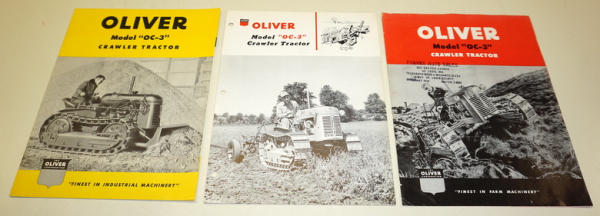 OLIVER
Model "OC-3"
CRAWLER TRACTOR
OLIVER
"FINEST IN INDUSTRIAL MACHINERY"
OLIVER
Model "OC-3"
Crawler Tractor
OLIVER
Model "OC-3"
CRAWLER TRACTOR
OLIVER
"FINEST IN FARM MACHINERY"